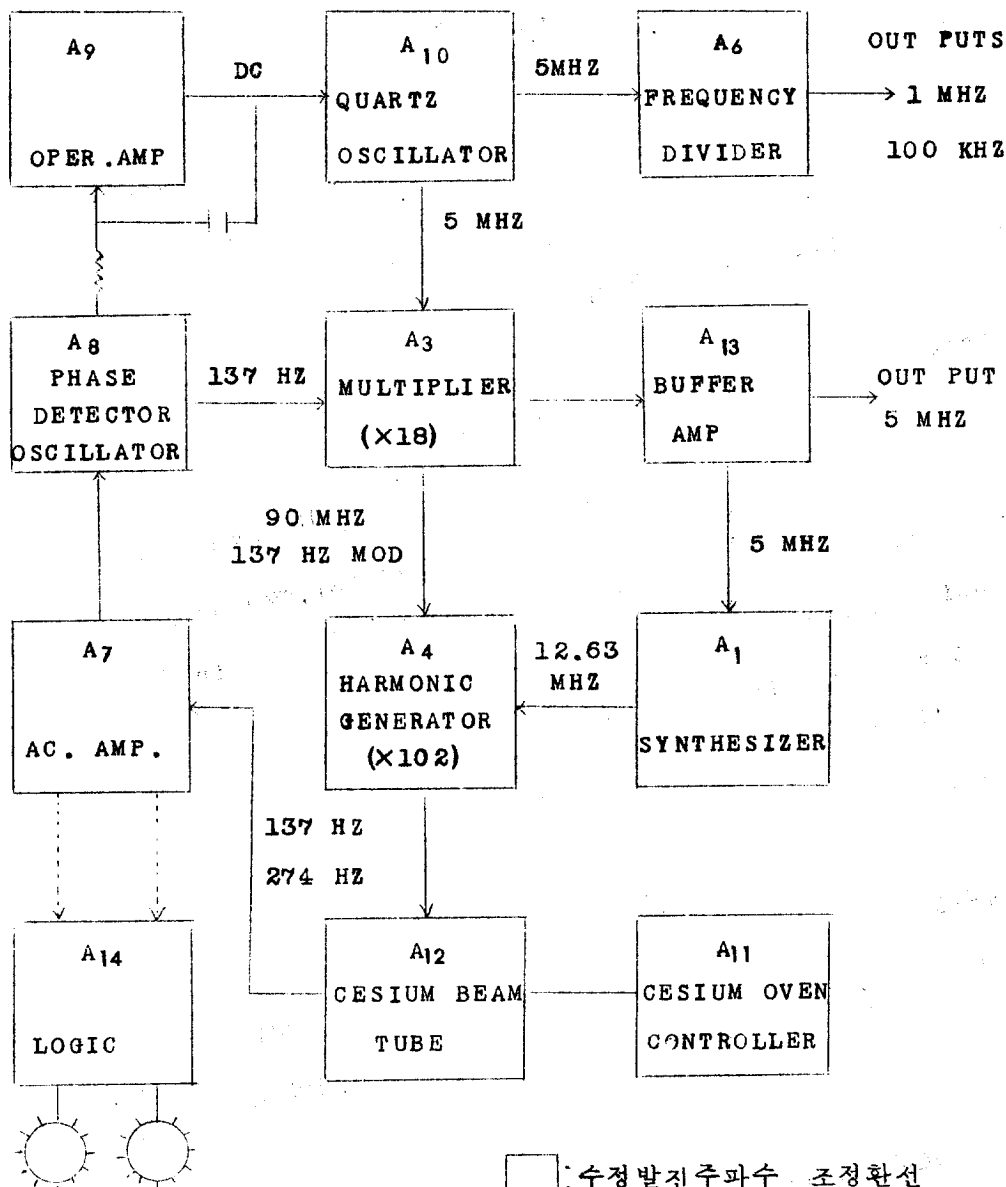 A9
OPER.AMP
DC
A10
QUARTZ
OSCILLATOR
5MHZ
A6
FREQUENCY
DIVIDER
OUT PUTS
1 MHZ
100 KHZ
5 MHZ
A8
PHASE
DETECTOR
OSCILLATOR
137 HZ
A3
MULTIPLIER
(×18)
A13
BUFFER
AMP
OUT PUT
5 MHZ
90 MHZ
137 HZ MOD
5 MHZ
A7
AC. AMP.
A4
HARMONIC
GENERATOR
(×102)
12.63
MHZ
A1
SYNTHESIZER
137 HZ
274 HZ
A14
LOGIC
A12
CESIUM BEAM
TUBE
A11
CESIUM OVEN
CONTROLLER
: 수정발진주파수 조정환선